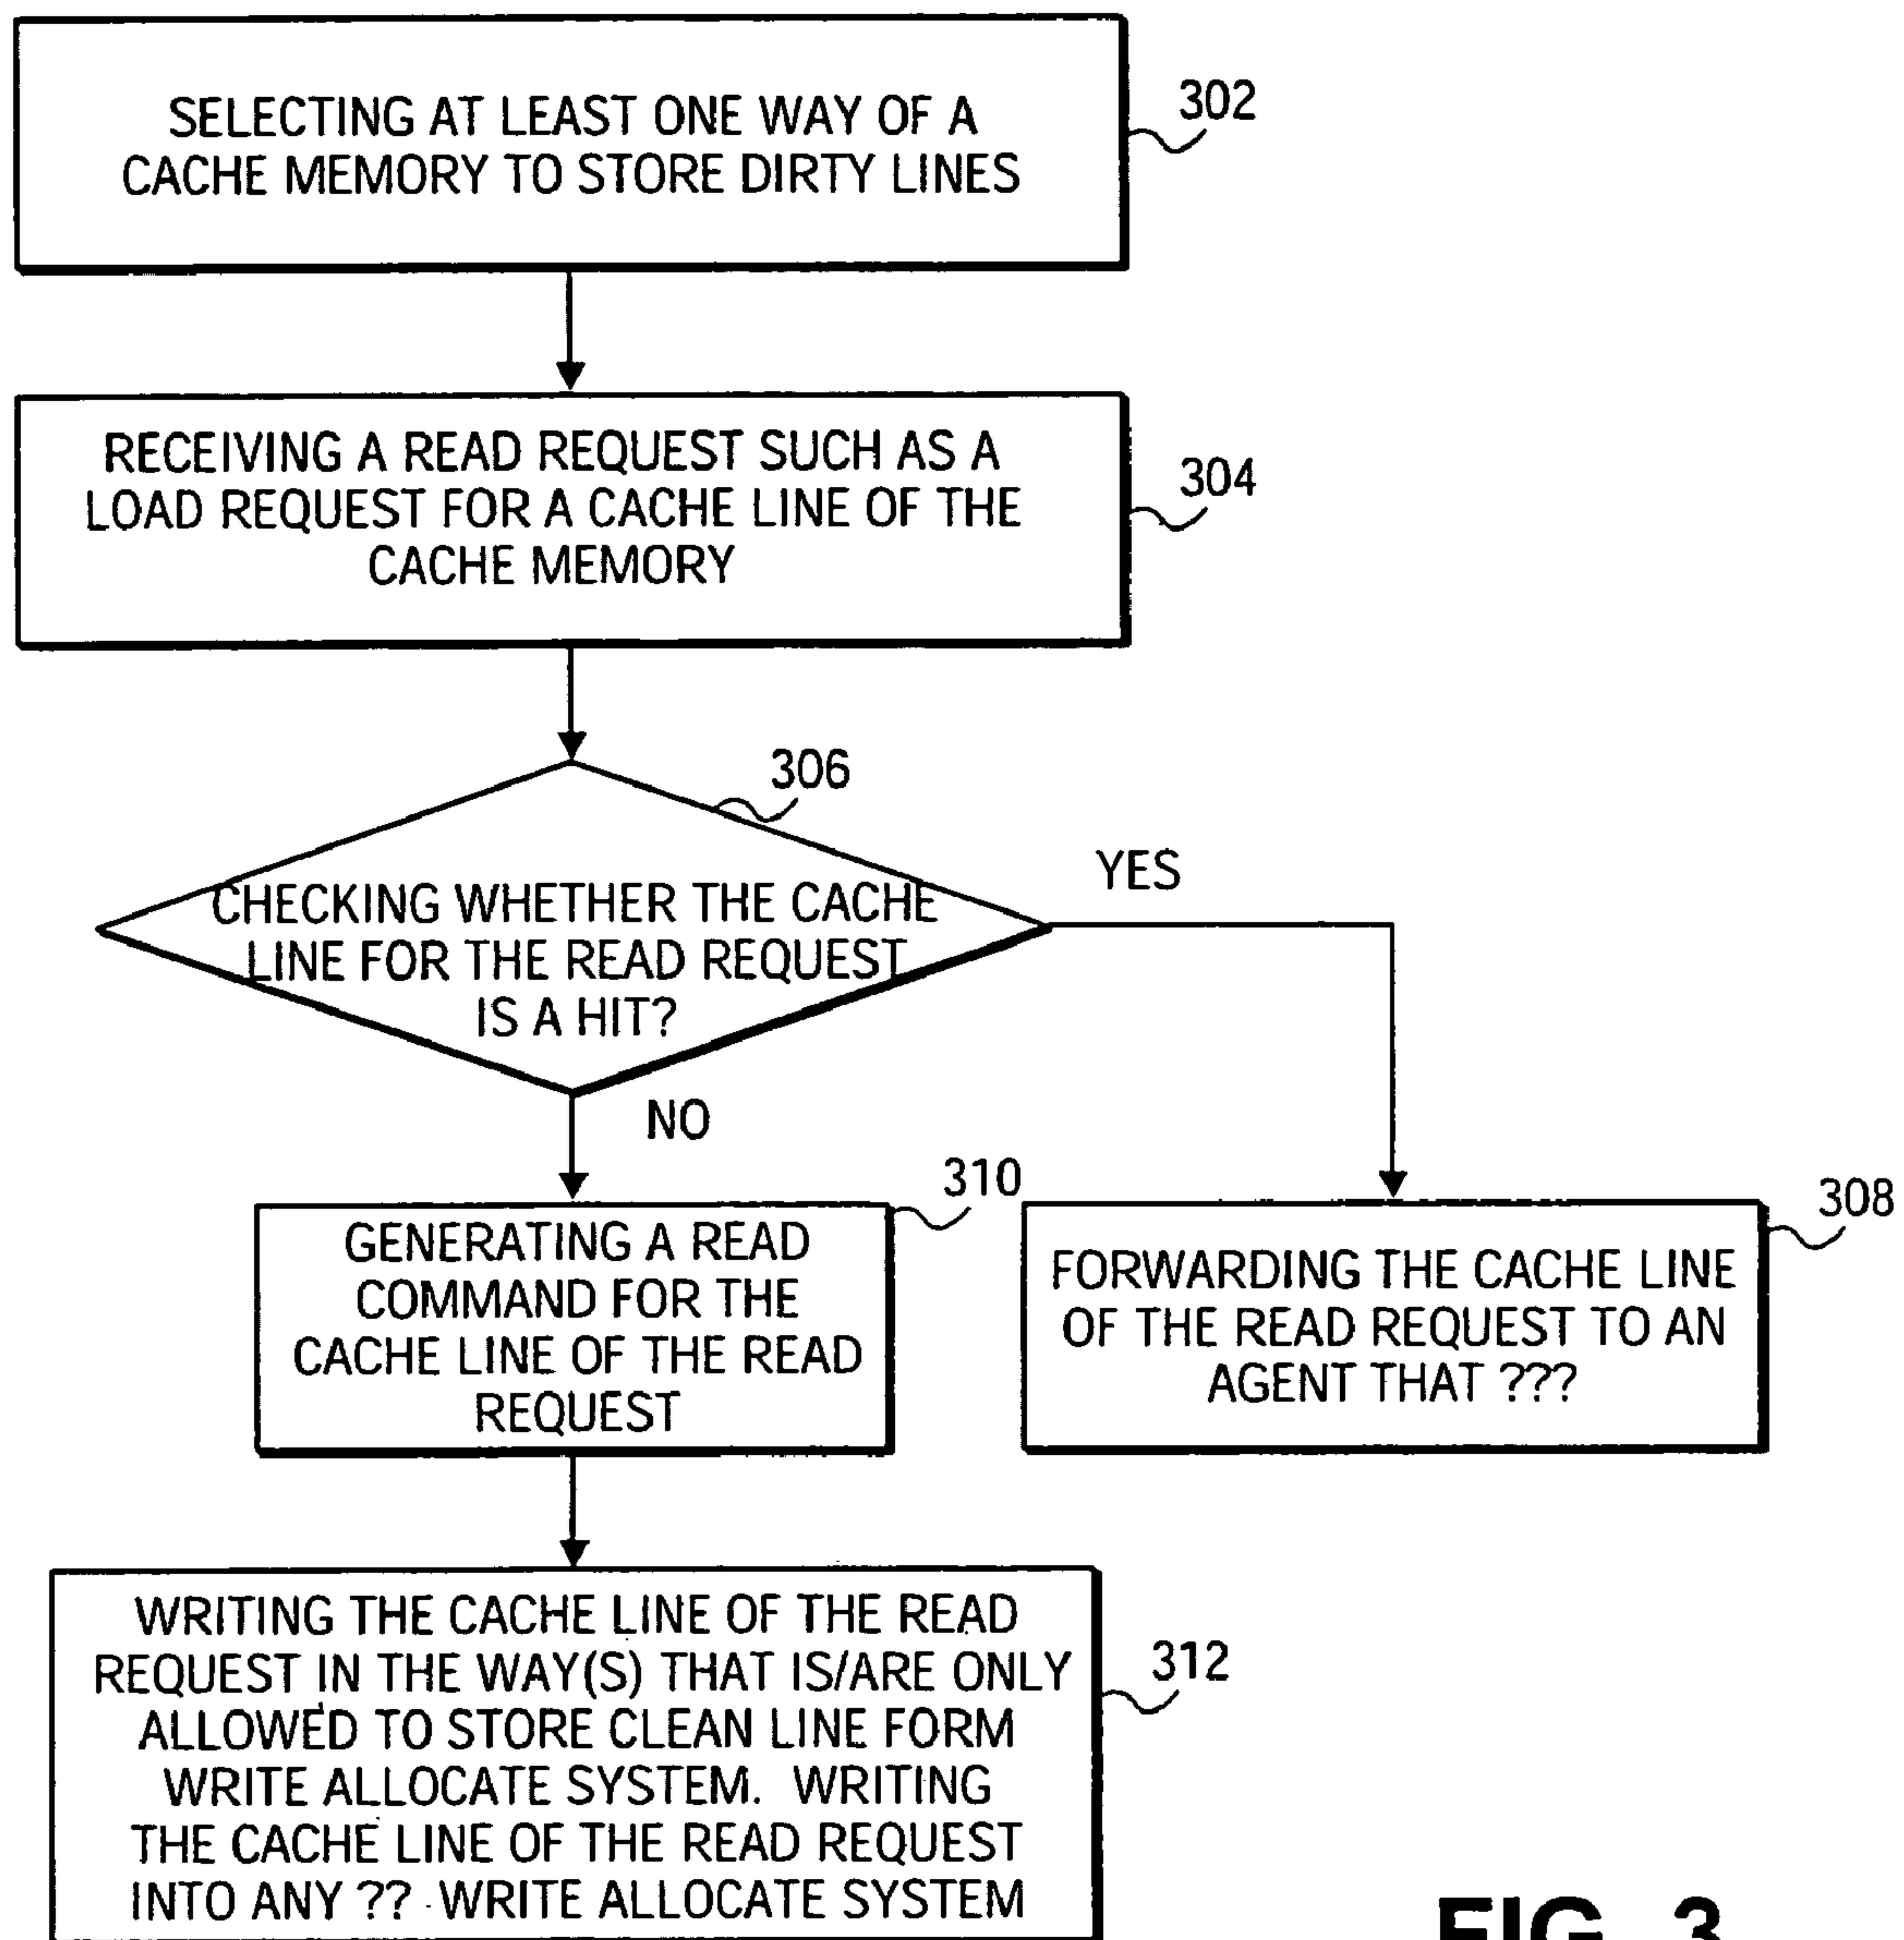 SELECTING AT LEAST ONE WAY OF A
CACHE MEMORY TO STORE DIRTY LINES
302
RECEIVING A READ REQUEST SUCH AS A
LOAD REQUEST FOR A CACHE LINE OF THE
CACHE MEMORY
304
306
CHECKING WHETHER THE CACHE
LINE FOR THE READ REQUEST
IS A HIT?
YES
NO
310
GENERATING A READ
COMMAND FOR THE
CACHE LINE OF THE READ
REQUEST
308
FORWARDING THE CACHE LINE
OF THE READ REQUEST TO AN
AGENT THAT ???
WRITING THE CACHE LINE OF THE READ
REQUEST IN THE WAY(S) THAT IS/ARE ONLY
ALLOWED TO STORE CLEAN LINE FORM
WRITE ALLOCATE SYSTEM. WRITING
THE CACHE LINE OF THE READ REQUEST
INTO ANY ?? WRITE ALLOCATE SYSTEM
312
FIG. 3